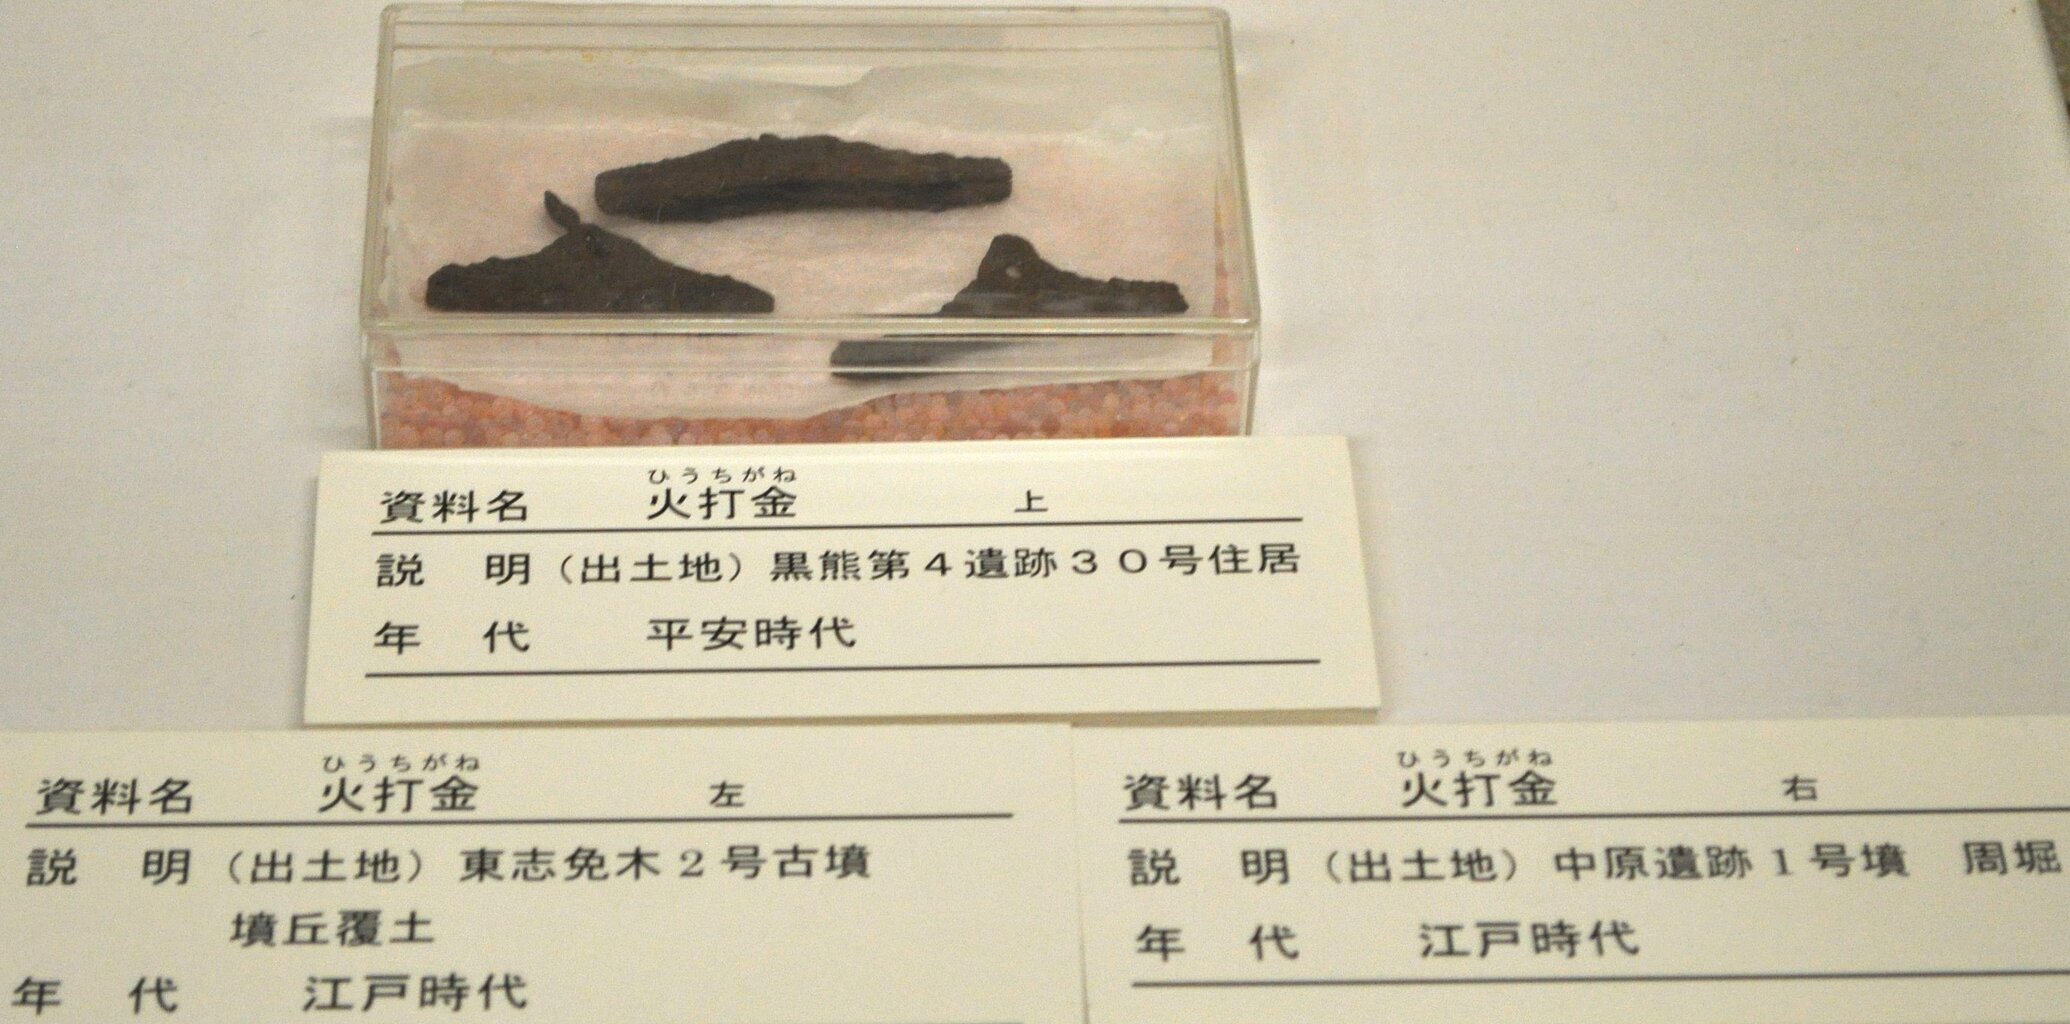 ひうちがね
資料名 火打金 上
説 明（出土地）黒熊第４遺跡３０号住居
年 代 平安時代
ひうちがね
資料名 火打金 左
説 明（出土地）東志免木２号古墳
墳丘覆土
年 代 江戸時代
ひうちがね
資料名 火打金 右
説 明（出土地）中原遺跡１号墳 周堀
年 代 江戸時代